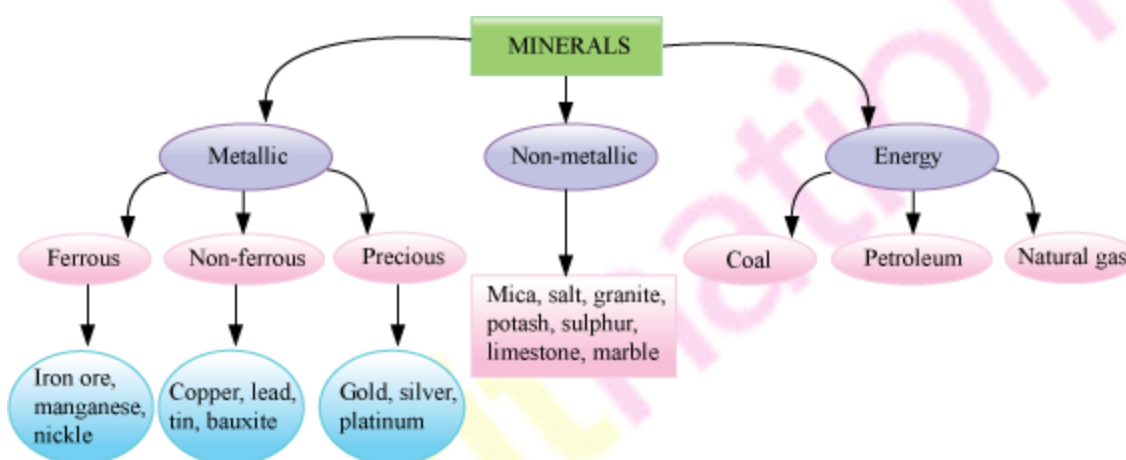 MINERALS
Metallic
Non-metallic
Energy
Ferrous
Non-ferrous
Precious
Coal
Petroleum
Natural gas
Mica, salt, granite,
potash, sulphur,
limestone, marble
Iron ore,
manganese,
nickle
Copper, lead,
tin, bauxite
Gold, silver,
platinum